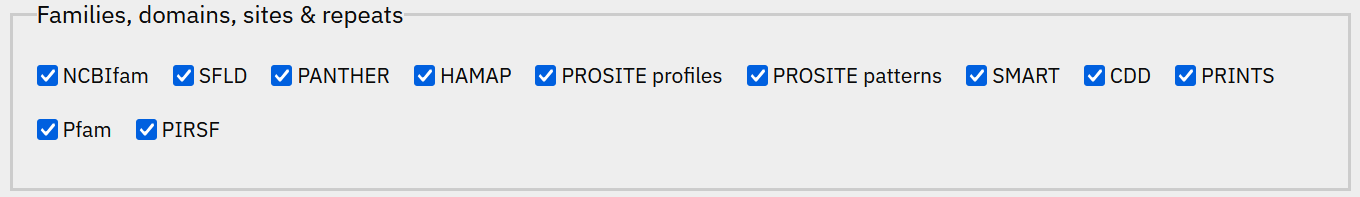 Families, domains, sites & repeats
NCBIfam SFLD PANTHER HAMAP PROSITE profiles PROSITE patterns SMART CDD PRINTS
Pfam PIRSF